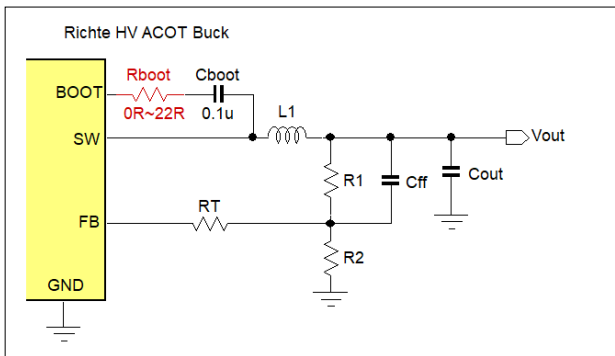 Richte HV ACOT Buck
Rboot Cboot
BOOT
0R~22R 0.1u L1
SW
Vout
R1 Cff Cout
RT
FB
R2
GND